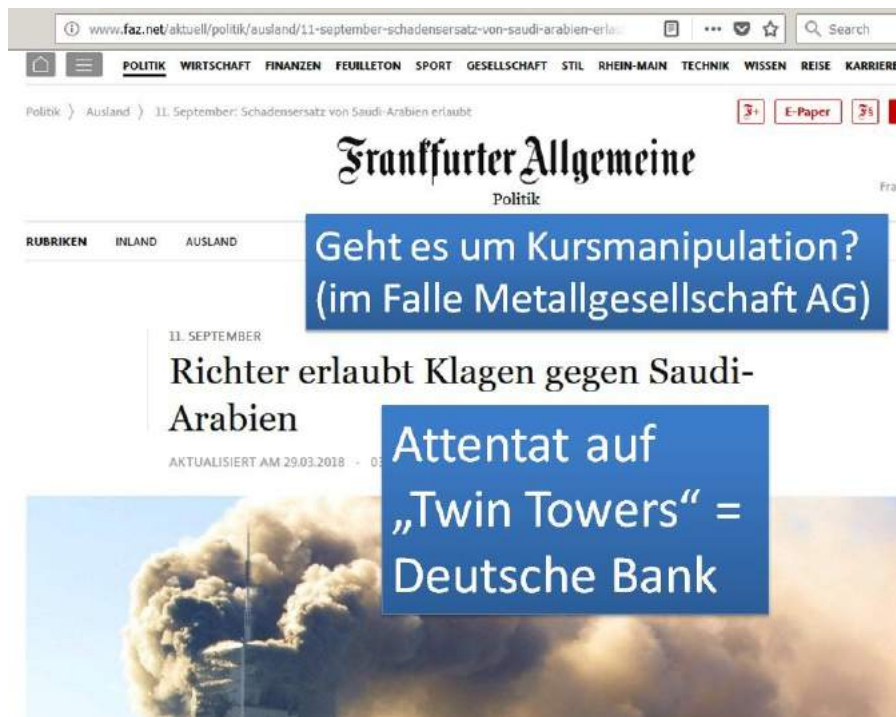 www.faz.net/aktuell/politik/ausland/11-september-schadensersatz-von-saudi-arabien-erla
Search
POLITIK WIRTSCHAFT FINANZEN FEUILLETON SPORT GESELLSCHAFT STIL RHEIN-MAIN TECHNIK WISSEN REISE KARRIERE
Politik 〉 Ausland 〉 11. September: Schadensersatz von Saudi-Arabien erlaubt
F+ E-Paper F§
Frankfurter Allgemeine
Politik
Fra
RUBRIKEN INLAND AUSLAND
Geht es um Kursmanipulation?
(im Falle Metallgesellschaft AG)
11. SEPTEMBER
Richter erlaubt Klagen gegen Saudi-
Arabien
AKTUALISIERT AM 29.03.2018 -
Attentat auf
„Twin Towers“ =
Deutsche Bank